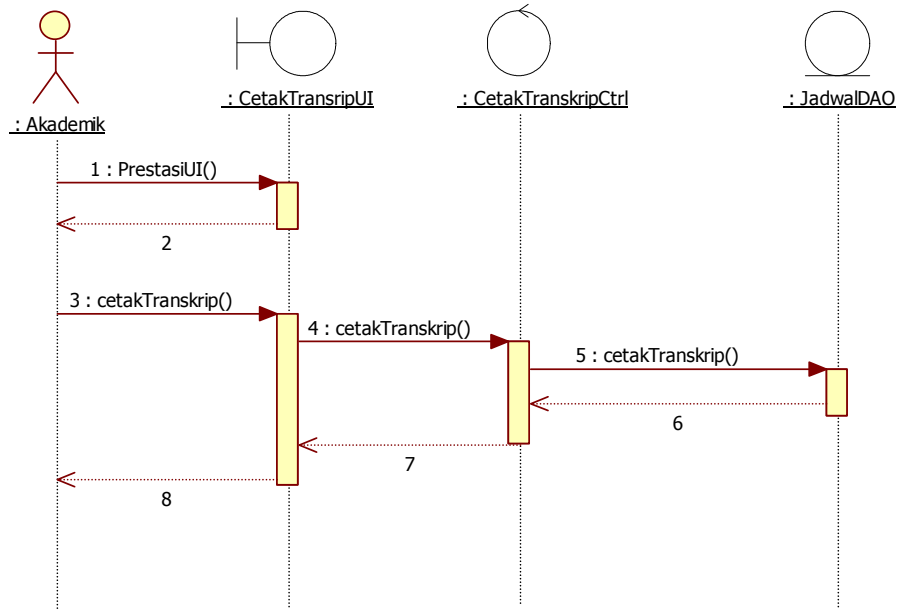 : CetakTransripUI
: CetakTranskripCtrl
: JadwalDAO
: Akademik
1 : PrestasiUI()
2
3 : cetakTranskrip()
4 : cetakTranskrip()
5 : cetakTranskrip()
6
7
8